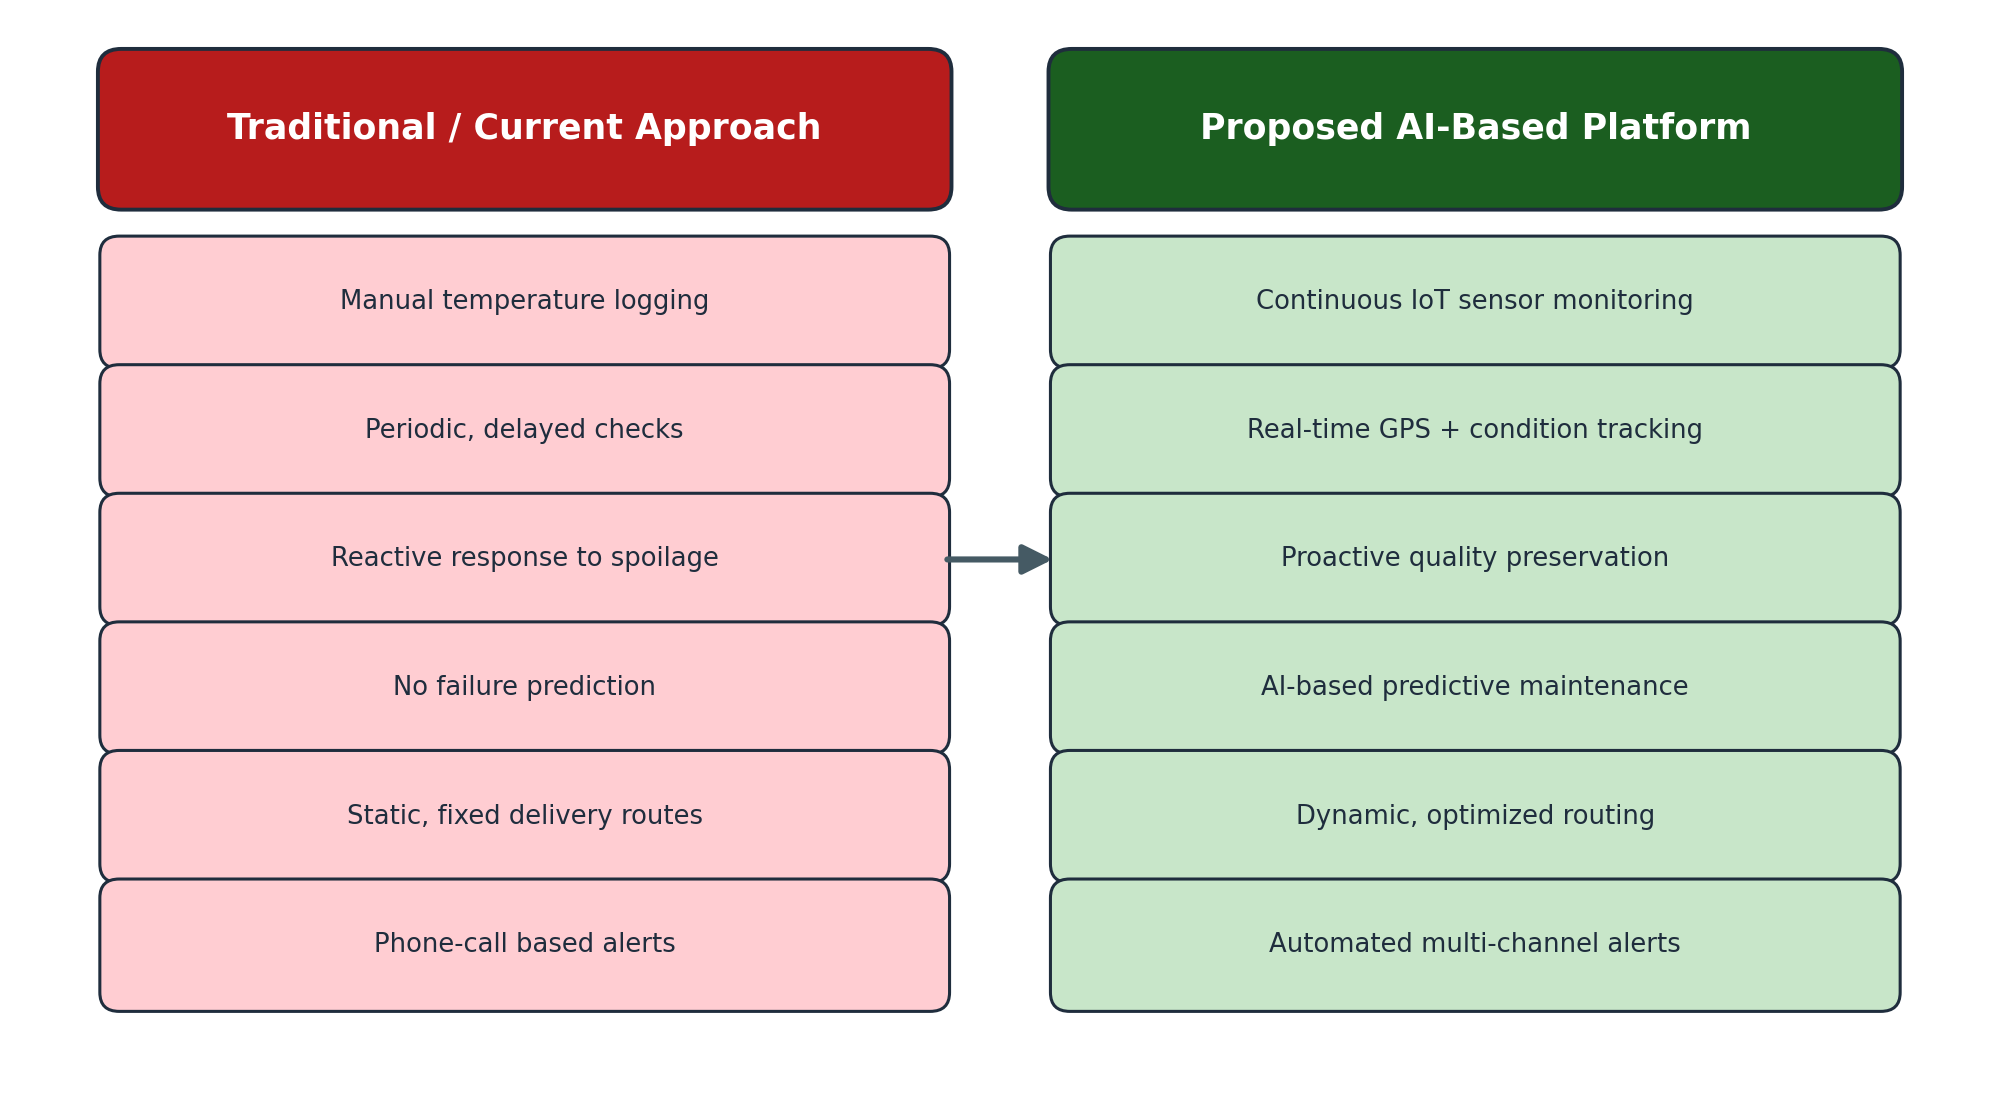 Traditional / Current Approach
Manual temperature logging
Periodic, delayed checks
Reactive response to spoilage
No failure prediction
Static, fixed delivery routes
Phone-call based alerts
Proposed AI-Based Platform
Continuous IoT sensor monitoring
Real-time GPS + condition tracking
Proactive quality preservation
AI-based predictive maintenance
Dynamic, optimized routing
Automated multi-channel alerts